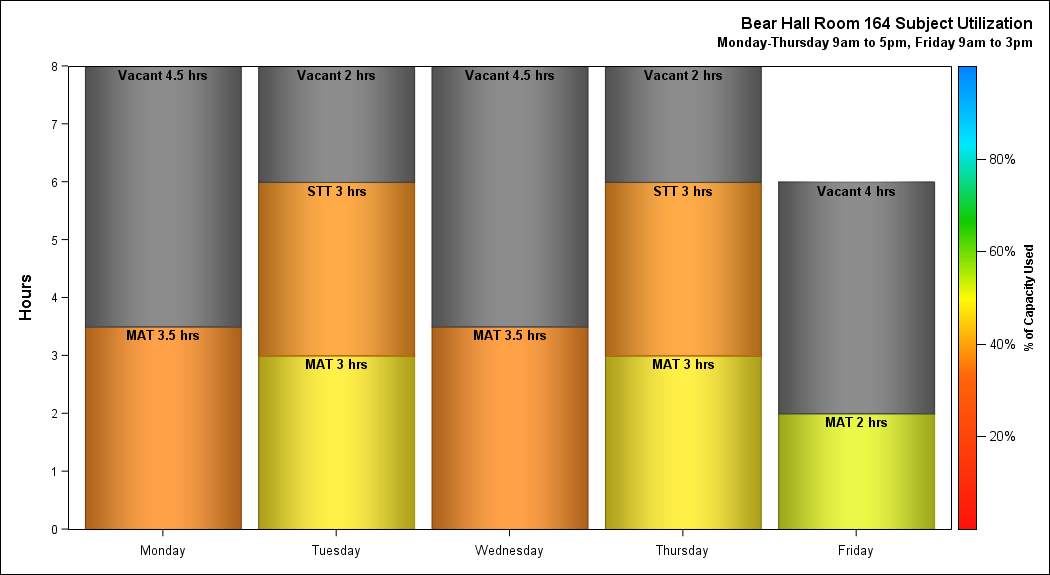 Bear Hall Room 164 Subject Utilization
Monday-Thursday 9am to 5pm, Friday 9am to 3pm
Hours
8
7
6
5
4
3
2
1
0
Vacant 4.5 hrs
MAT 3.5 hrs
Vacant 2 hrs
STT 3 hrs
MAT 3 hrs
Vacant 4.5 hrs
MAT 3.5 hrs
Vacant 2 hrs
STT 3 hrs
MAT 3 hrs
Vacant 4 hrs
MAT 2 hrs
Monday
Tuesday
Wednesday
Thursday
Friday
80%
60%
40%
20%
% of Capacity Used